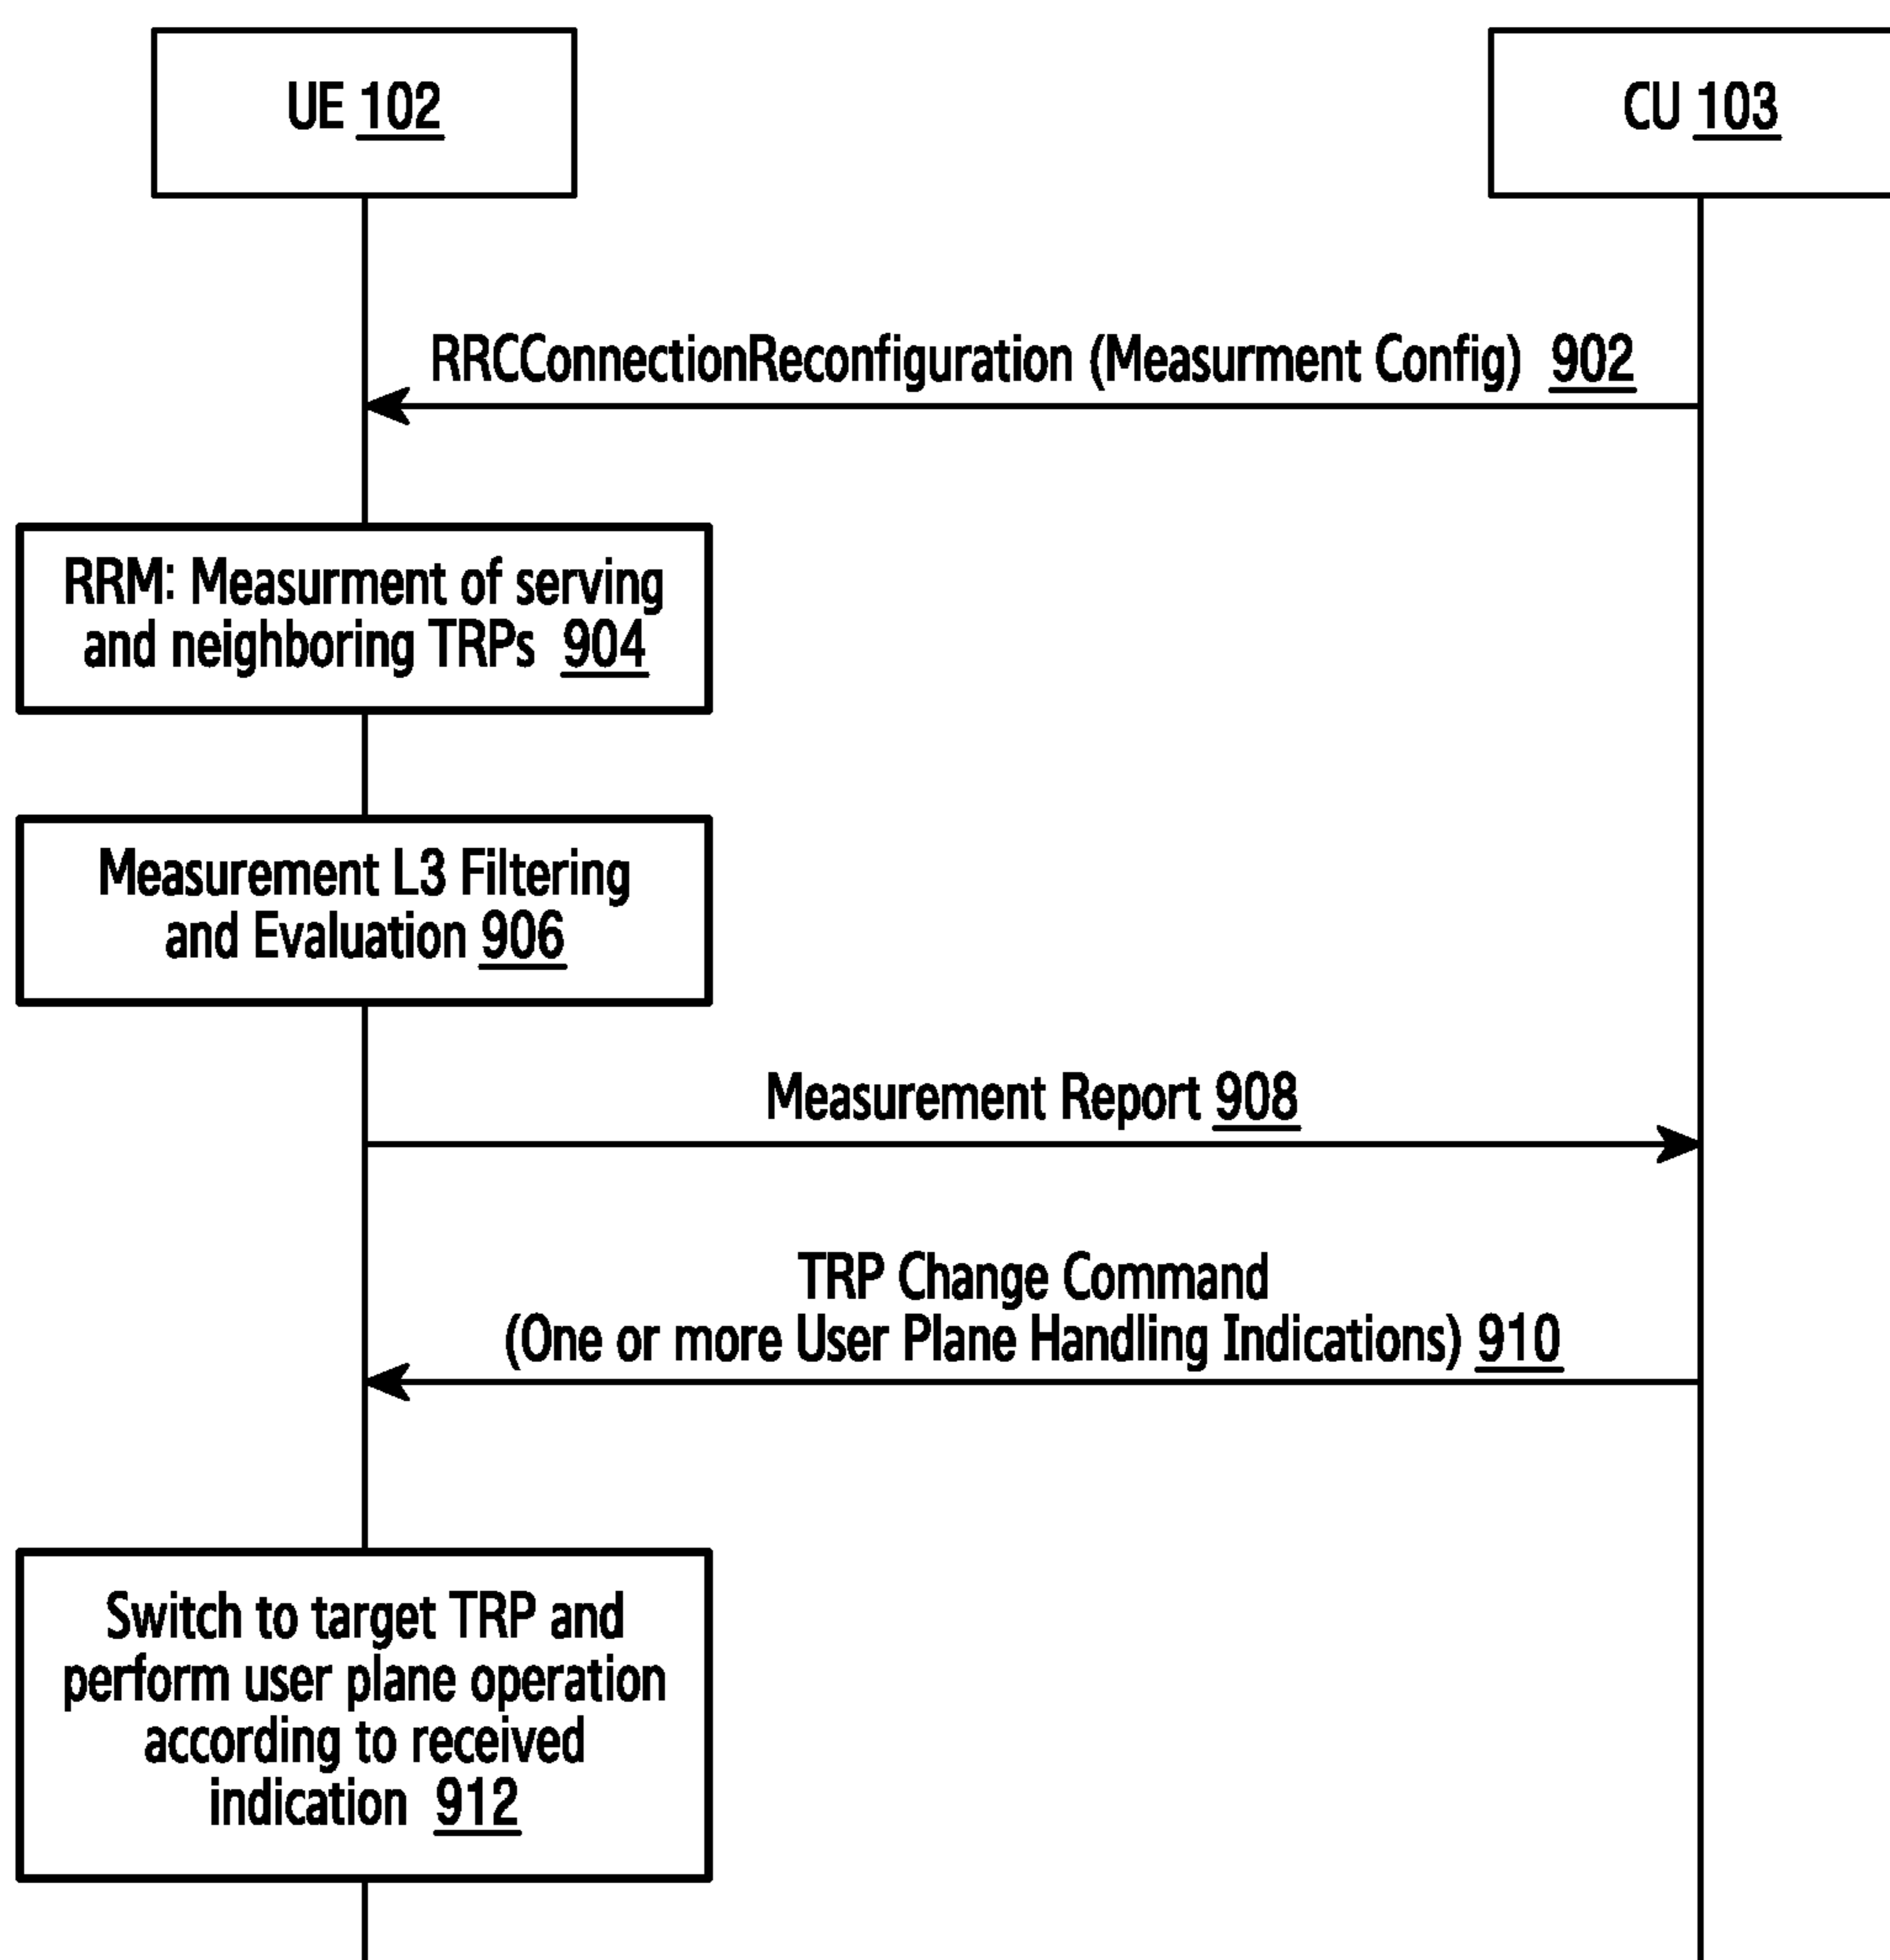 UE 102
CU 103
RRCConnectionReconfiguration (Measurment Config) 902
RRM: Measurment of serving
and neighboring TRPs 904
Measurement L3 Filtering
and Evaluation 906
Measurement Report 908
TRP Change Command
(One or more User Plane Handling Indications) 910
Switch to target TRP and
perform user plane operation
according to received
indication 912